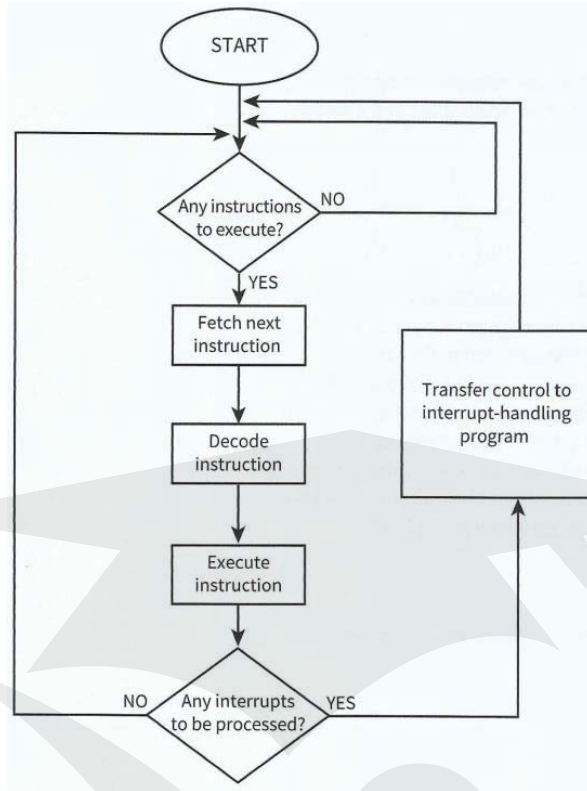 START
Any instructions
to execute?
NO
YES
Fetch next
instruction
Decode
instruction
Execute
instruction
Transfer control to
interrupt-handling
program
NO
Any interrupts
to be processed?
YES